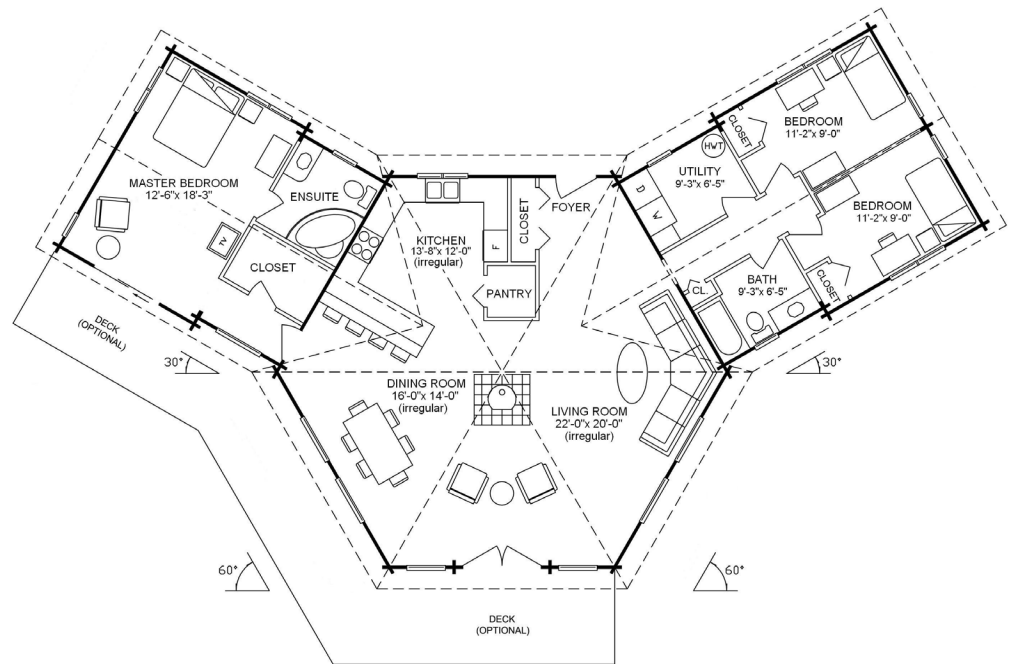 MASTER BEDROOM
12'-6"x 18'-3"
TV
ENSUITE
CLOSET
KITCHEN
13'-8"x 12'-0"
(irregular)
F
CLOSET
PANTRY
FOYER
UTILITY
9'-3"x 6'-5"
HWT
D
W
CLOSET
BEDROOM
11'-2"x 9'-0"
BEDROOM
11'-2"x 9'-0"
CLOSET
BATH
9'-3"x 6'-5"
CL.
DECK
(OPTIONAL)
30°
30°
DINING ROOM
16'-0"x 14'-0"
(irregular)
LIVING ROOM
22'-0"x 20'-0"
(irregular)
60°
60°
DECK
(OPTIONAL)